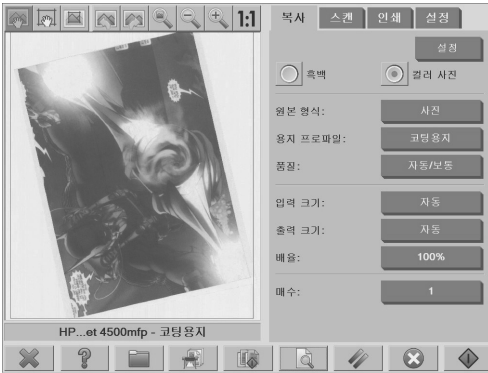 1:1
복사 스캔 인쇄 설정
설정
흑백 컬러 사진
원본 형식: 사진
용지 프로파일: 코팅용지
품질: 자동/보통
입력 크기: 자동
출력 크기: 자동
배율: 100%
매수: 1
HP...et 4500mfp - 코팅용지